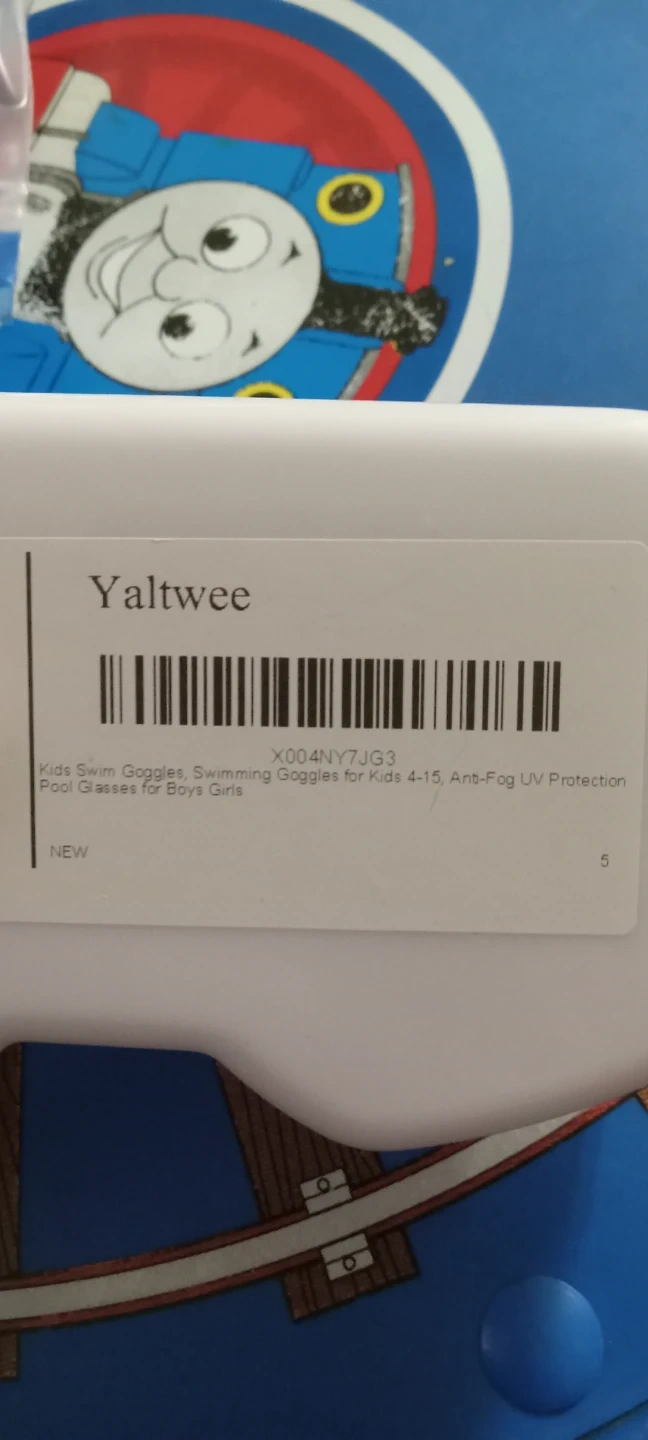 Yaltwee
X004NY7JG3
Kids Swim Goggles, Swimming Goggles for Kids 4-15, Anti-Fog UV Protection
Pool Glasses for Boys Girls
NEW
5